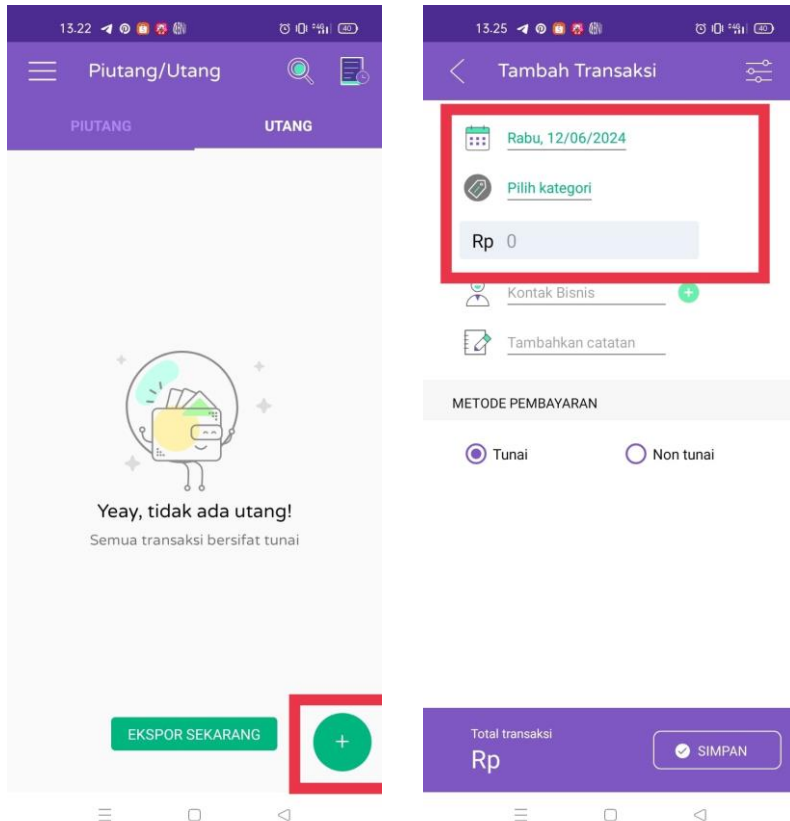 13.22
40
Piutang/Utang
PIUTANG
UTANG
Yeay, tidak ada utang!
Semua transaksi bersifat tunai
EKSPOR SEKARANG
+
13.25
40
Tambah Transaksi
Rabu, 12/06/2024
Pilih kategori
Rp 0
Kontak Bisnis
Tambahkan catatan
METODE PEMBAYARAN
Tunai
Non tunai
Total transaksi
Rp
SIMPAN